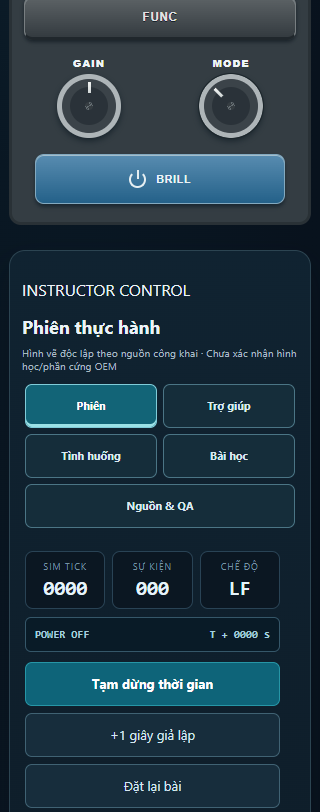 FUNC
GAIN MODE
BRILL
INSTRUCTOR CONTROL
Phiên thực hành
Hình vẽ độc lập theo nguồn công khai · Chưa xác nhận hình
học/phần cứng OEM
Phiên Trợ giúp
Tình huống Bài học
Nguồn & QA
SIM TICK SỰ KIỆN CHẾ ĐỘ
0000 000 LF
POWER OFF T + 0000 s
Tạm dừng thời gian
+1 giây giả lập
Đặt lại bài